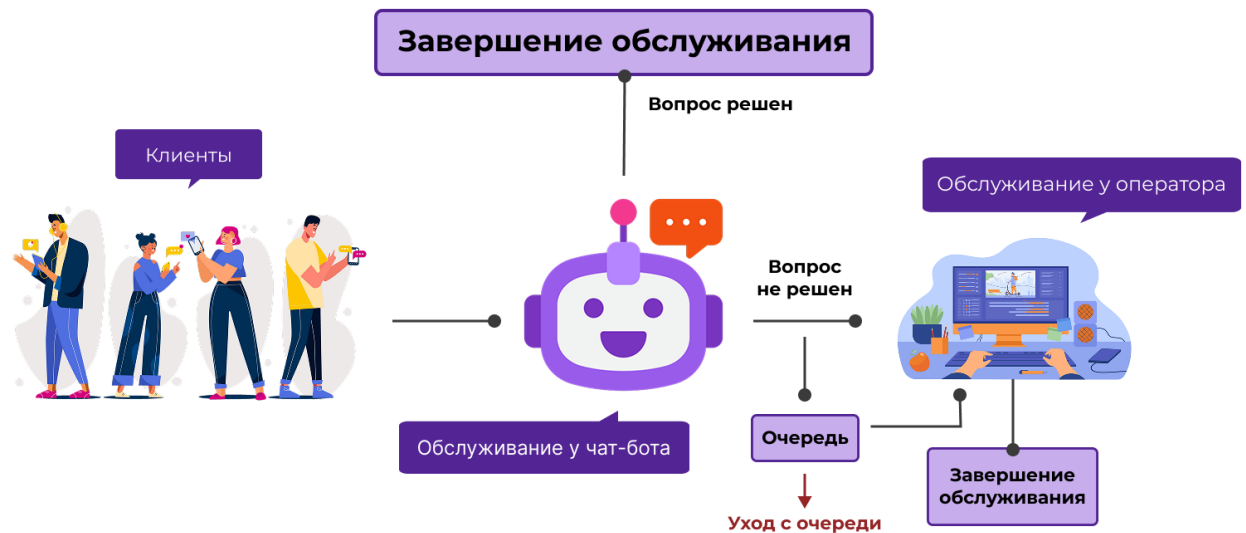 Завершение обслуживания
Вопрос решен
Клиенты
Обслуживание у оператора
Вопрос
не решен
Обслуживание у чат-бота
Очередь
Завершение
обслуживания
Уход с очереди